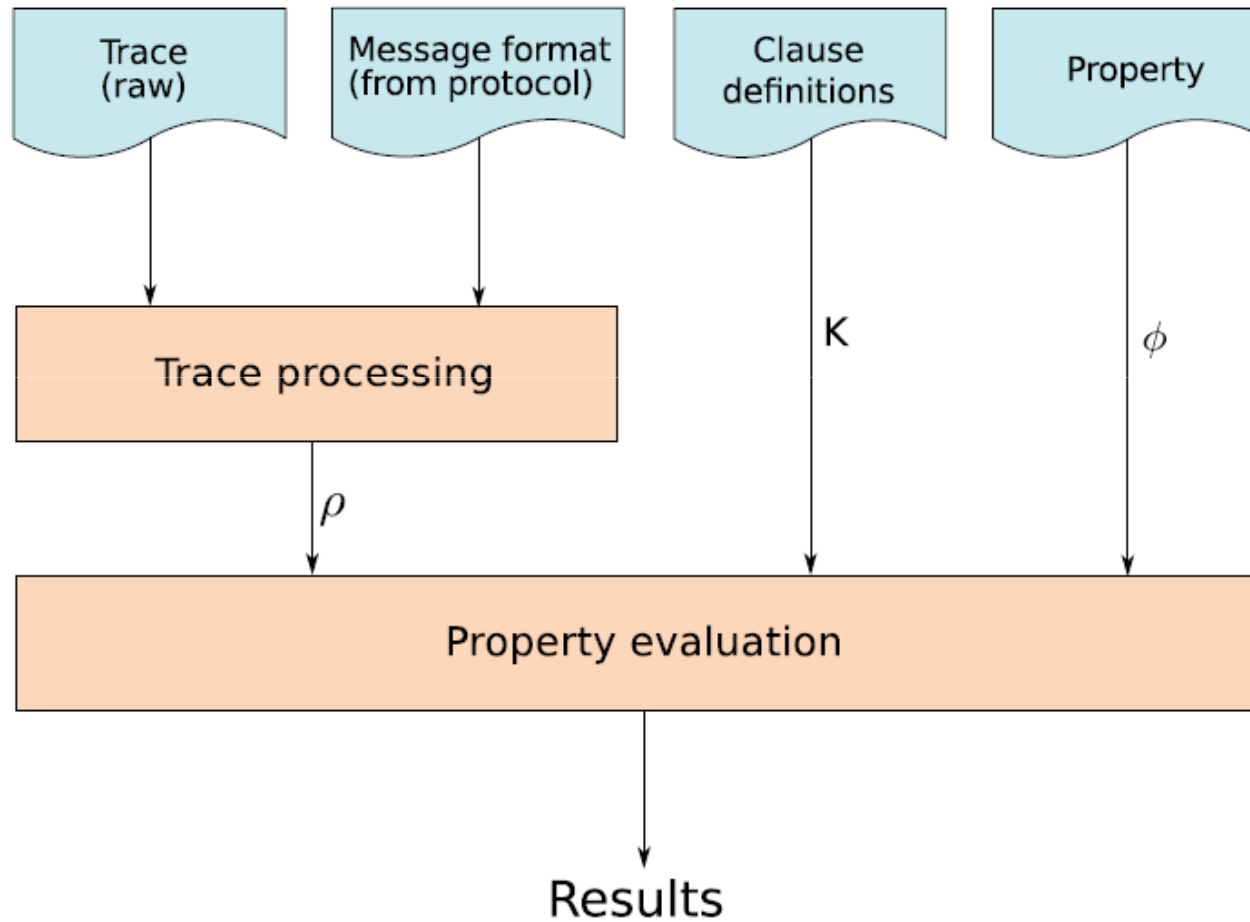 Trace
(raw)
Message format
(from protocol)
Clause
definitions
Property
Trace processing
K
ϕ
ρ
Property evaluation
Results